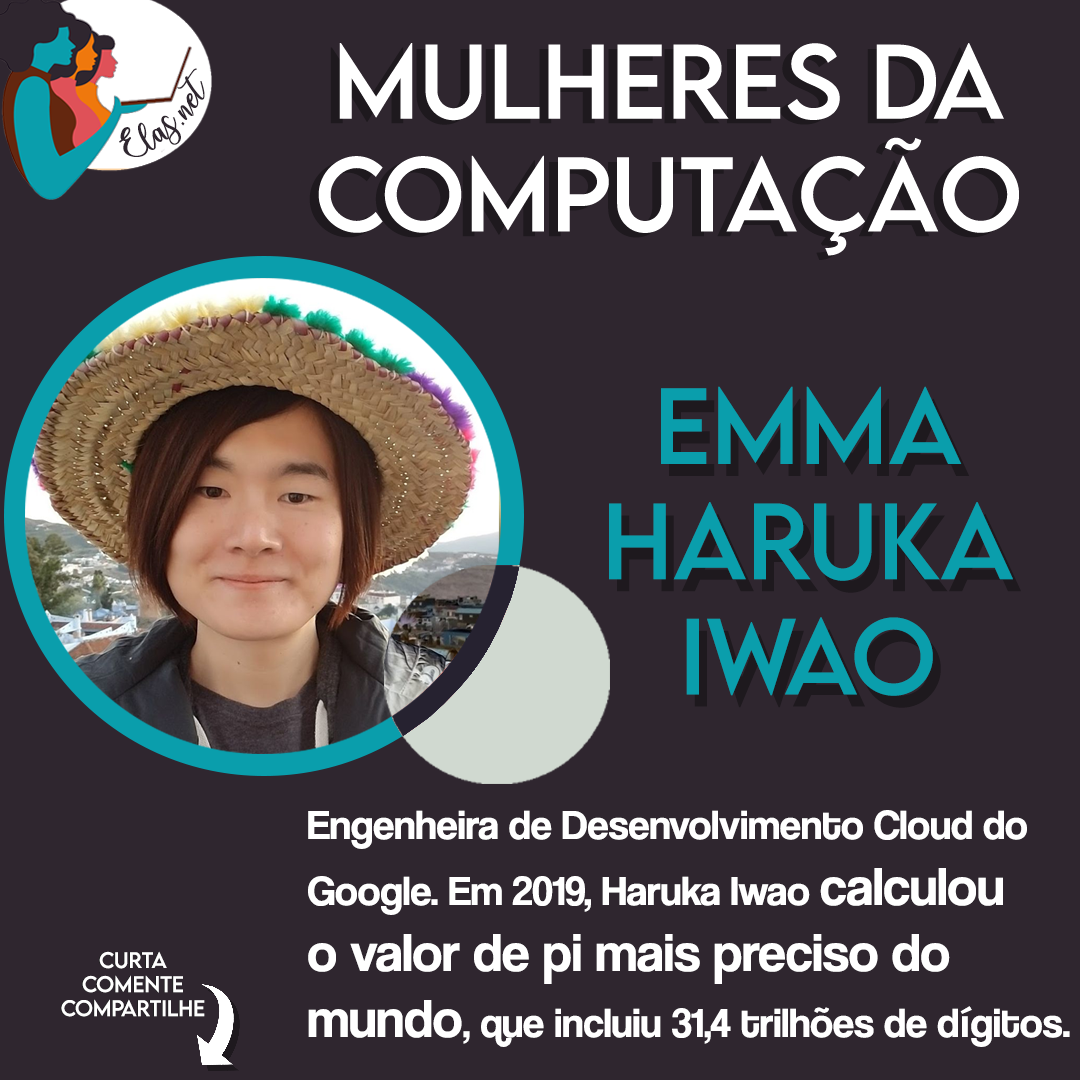 Elas.net
MULHERES DA
COMPUTAÇÃO
EMMA
HARUKA
IWAO
Engenheira de Desenvolvimento Cloud do
Google. Em 2019, Haruka Iwao calculou
o valor de pi mais preciso do
mundo, que incluiu 31,4 trilhões de dígitos.
CURTA
COMENTE
COMPARTILHE